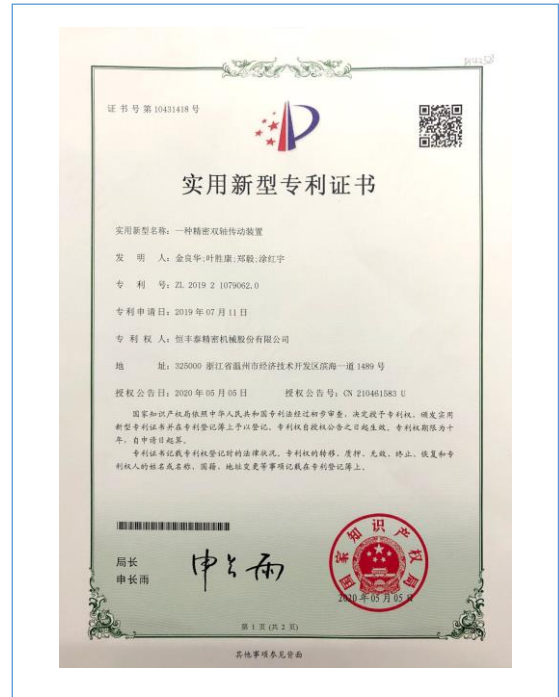 证书号第10431418号
实用新型专利证书
实用新型名称：一种精密双轴传动装置
发 明 人：金良华;叶胜康;郑毅;涂红宇
专 利 号：ZL 2019 2 1079062.0
专利申请日：2019年07月11日
专 利 权 人：恒丰泰精密机械股份有限公司
地 址：325000 浙江省温州市经济技术开发区滨海一道1489号
授权公告日：2020年05月05日 授权公告号：CN 210461583 U
国家知识产权局依照中华人民共和国专利法经过初步审查，决定授予专利权，颁发实用
新型专利证书并在专利登记簿上予以登记。专利权自授权公告之日起生效。专利权期限为十
年，自申请日起算。
专利证书记载专利权登记时的法律状况。专利权的转移、质押、无效、终止、恢复和专
利权人的姓名或名称、国籍、地址变更等事项记载在专利登记簿上。
局长
申长雨
申长雨
国家知识产权局
2020年05月05日
第 1 页 (共 2 页)
其他事项参见背面